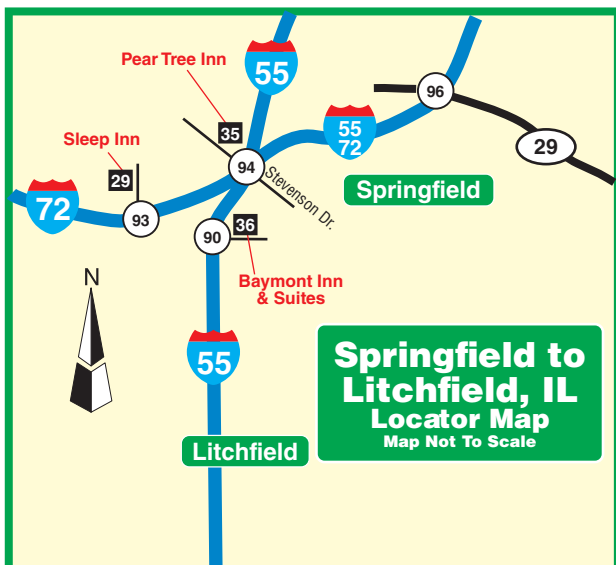 Pear Tree Inn
55
96
35
55
72
Sleep Inn
29
29
94
Stevenson Dr.
Springfield
72
93
90
36
Baymont Inn
& Suites
N
55
Springfield to
Litchfield, IL
Locator Map
Map Not To Scale
Litchfield